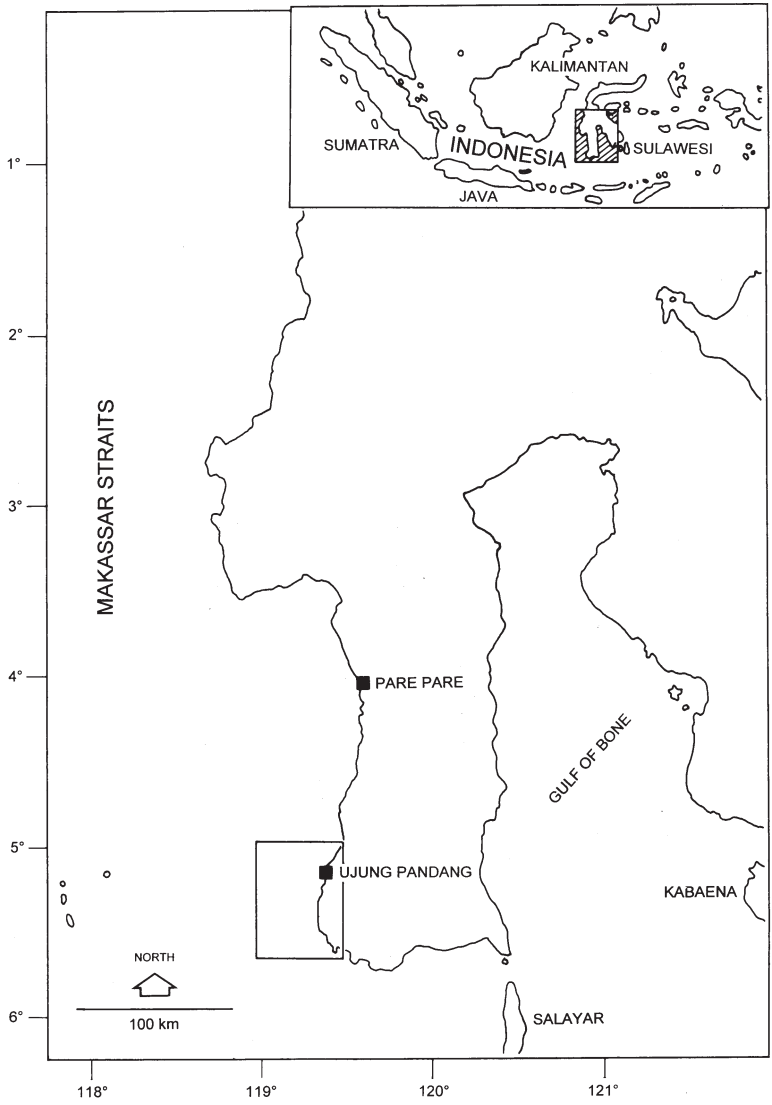 KALIMANTAN
SUMATRA
INDONESIA
SULAWESI
JAVA
1°
2°
MAKASSAR STRAITS
3°
4°
PARE PARE
GULF OF BONE
5°
UJUNG PANDANG
KABAENA
NORTH
100 km
6°
SALAYAR
118°
119°
120°
121°